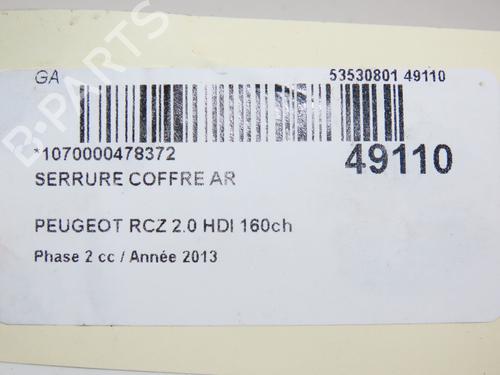 GA 53530801 49110
*1070000478372 49110
SERRURE COFFRE AR
PEUGEOT RCZ 2.0 HDI 160ch
Phase 2 cc / Année 2013
B-PARTS